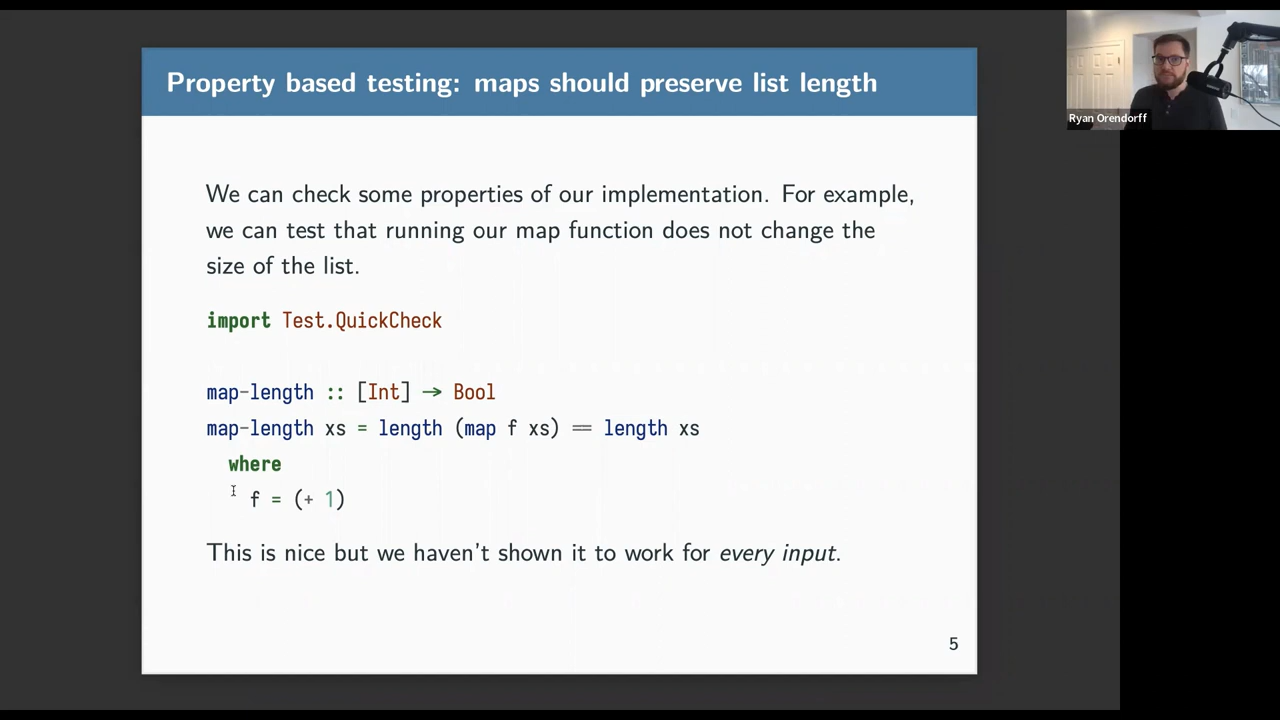 Property based testing: maps should preserve list length
Ryan Orendorff
We can check some properties of our implementation. For example,
we can test that running our map function does not change the
size of the list.
import Test.QuickCheck
map-length :: [Int] → Bool
map-length xs = length (map f xs) == length xs
where
f = (+ 1)
This is nice but we haven't shown it to work for every input.
5